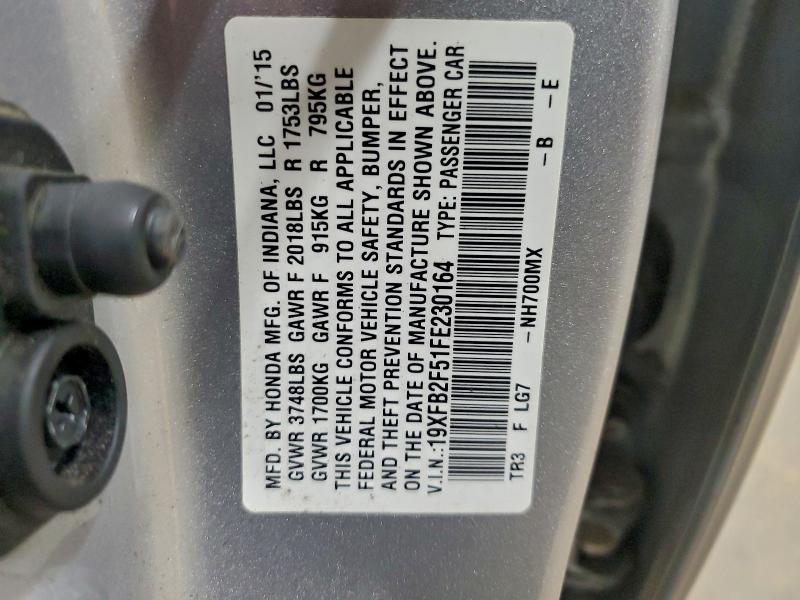 MFD. BY HONDA MFG. OF INDIANA, LLC 01/'15
GVWR 3748LBS GAWR F 2018LBS R 1753LBS
GVWR 1700KG GAWR F 915KG R 795KG
THIS VEHICLE CONFORMS TO ALL APPLICABLE
FEDERAL MOTOR VEHICLE SAFETY, BUMPER,
AND THEFT PREVENTION STANDARDS IN EFFECT
ON THE DATE OF MANUFACTURE SHOWN ABOVE.
V.I.N.:19XFB2F51FE230164 TYPE: PASSENGER CAR
TR3 F LG7 -NH700MX -B -E